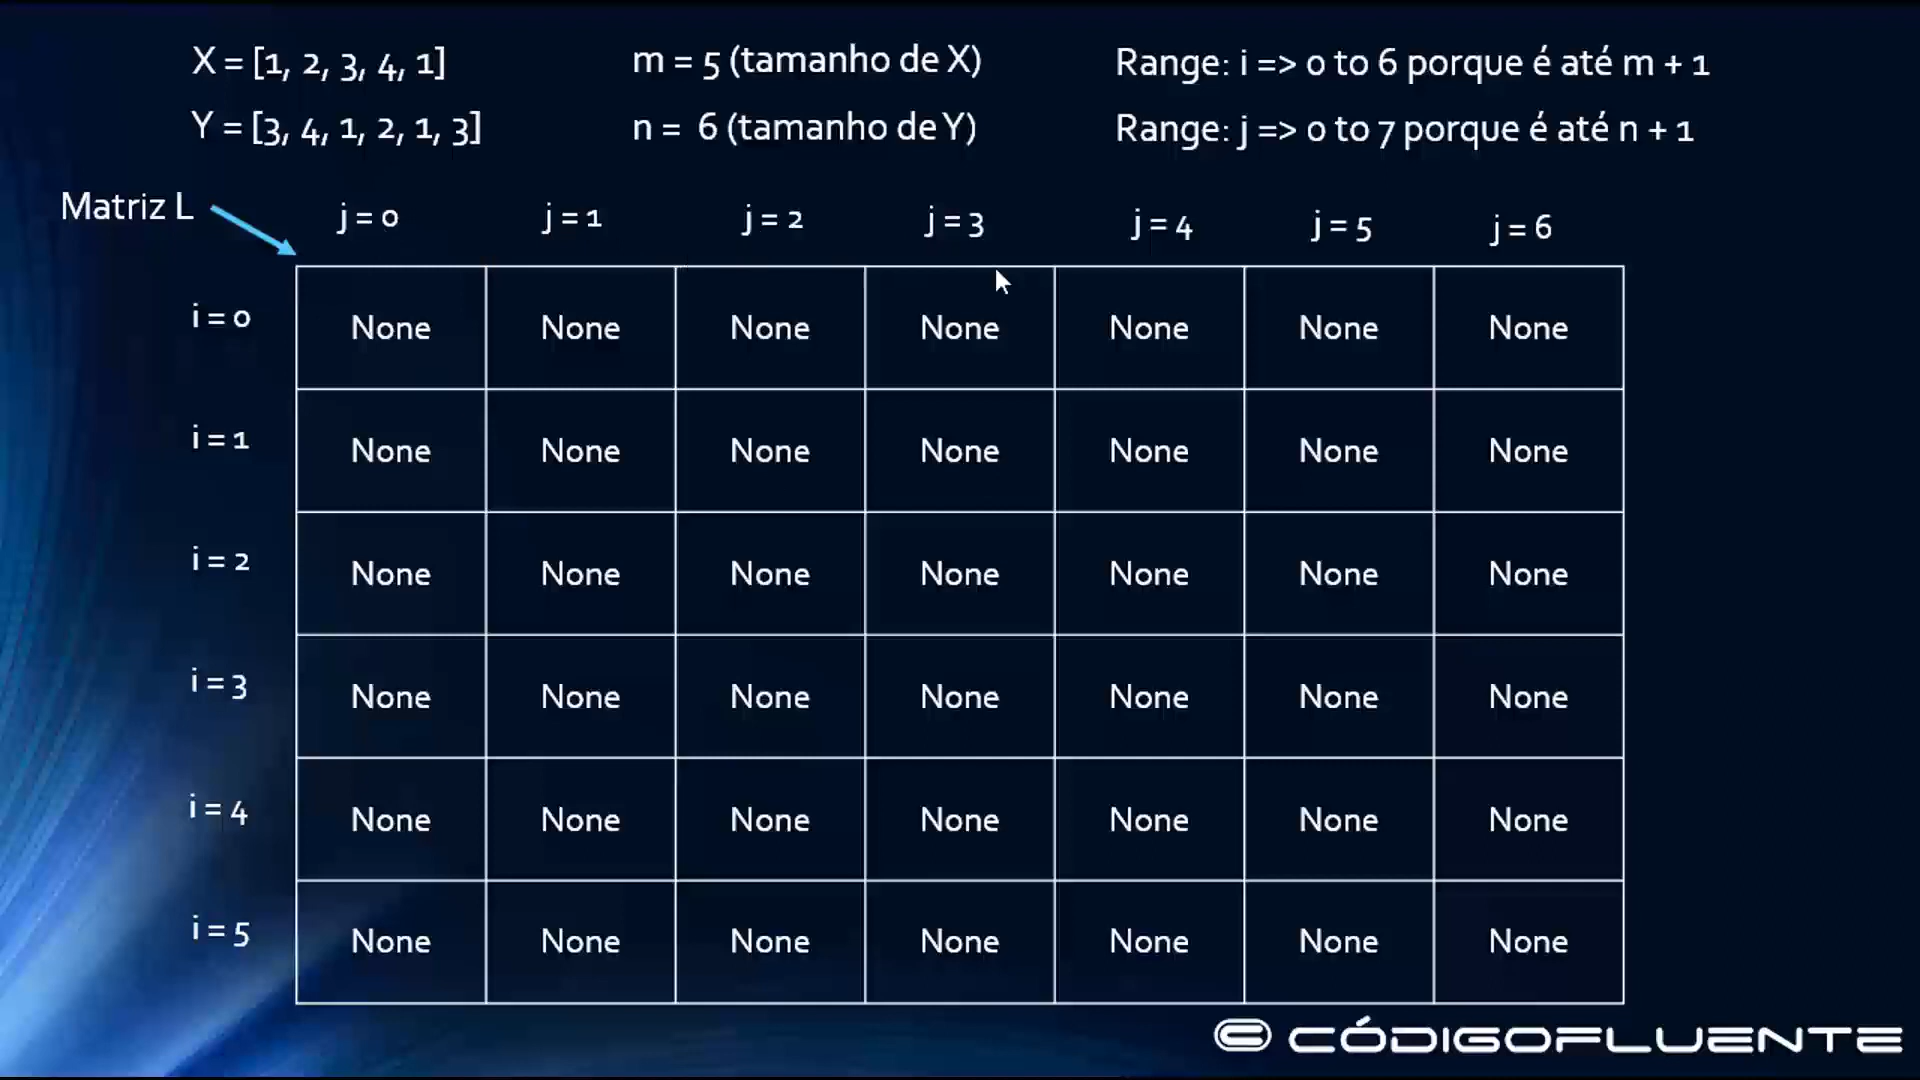 X = [1, 2, 3, 4, 1]
m = 5 (tamanho de X)
Range: i => 0 to 6 porque é até m + 1
Y = [3, 4, 1, 2, 1, 3]
n = 6 (tamanho de Y)
Range: j => 0 to 7 porque é até n + 1
Matriz L
j = 0 j = 1 j = 2 j = 3 j = 4 j = 5 j = 6
i = 0 None None None None None None None
i = 1 None None None None None None None
i = 2 None None None None None None None
i = 3 None None None None None None None
i = 4 None None None None None None None
i = 5 None None None None None None None
CÓDIGOFLUENTE